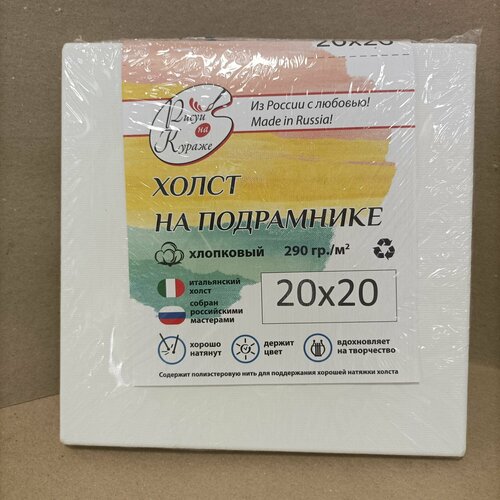 20x20
Рисуй
на
Кураже
Из России с любовью!
Made in Russia!
ХОЛСТ
НА ПОДРАМНИКЕ
хлопковый 290 гр./м²
итальянский
холст
собран
российскими
мастерами
20x20
хорошо
натянут
держит
цвет
вдохновляет
на творчество
Содержит полиэстеровую нить для поддержания хорошей натяжки холста